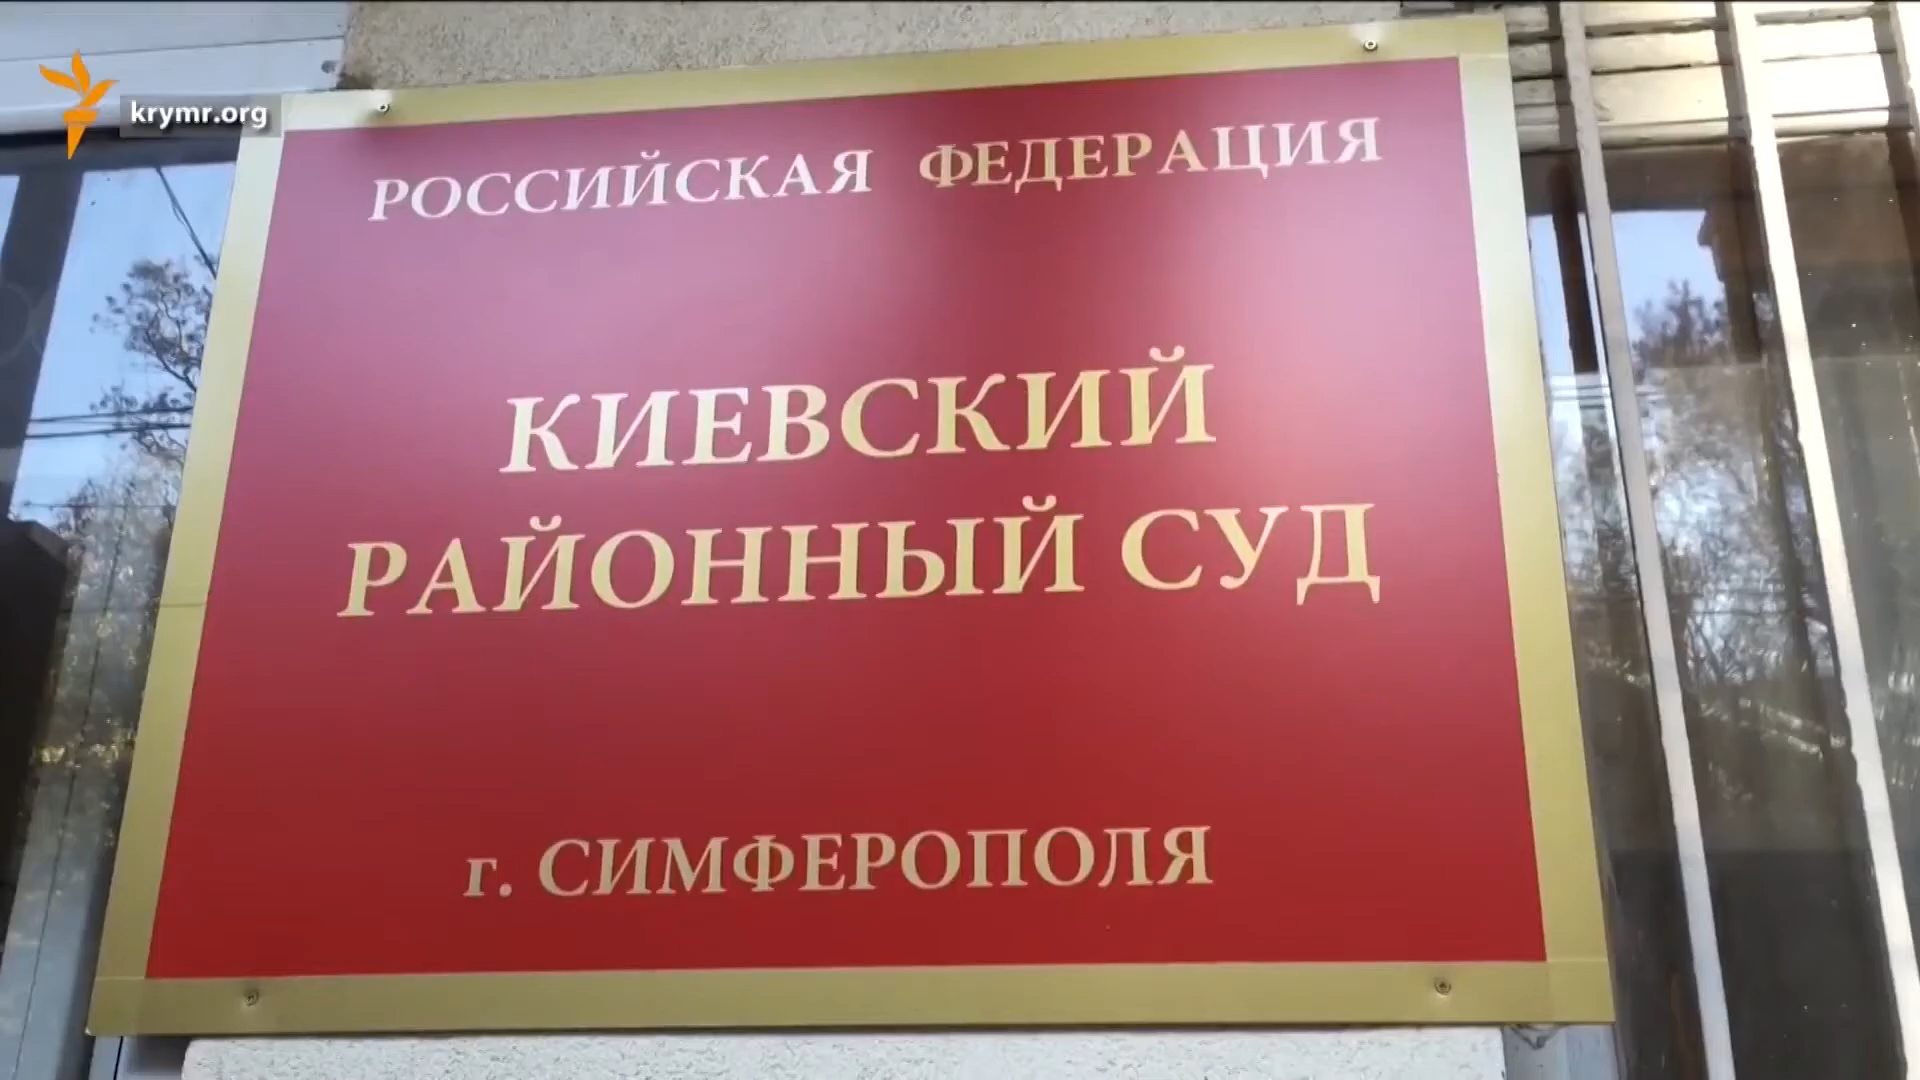 krymr.org
РОССИЙСКАЯ ФЕДЕРАЦИЯ
КИЕВСКИЙ
РАЙОННЫЙ СУД
г. СИМФЕРОПОЛЯ